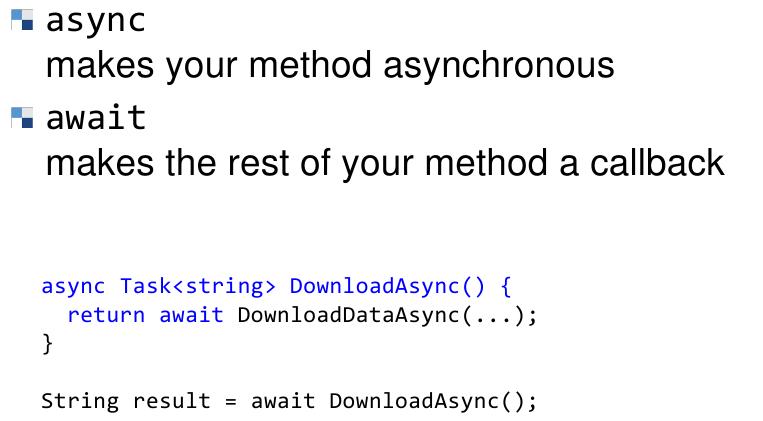 async
makes your method asynchronous
await
makes the rest of your method a callback
async Task<string> DownloadAsync() {
return await DownloadDataAsync(...);
}
String result = await DownloadAsync();